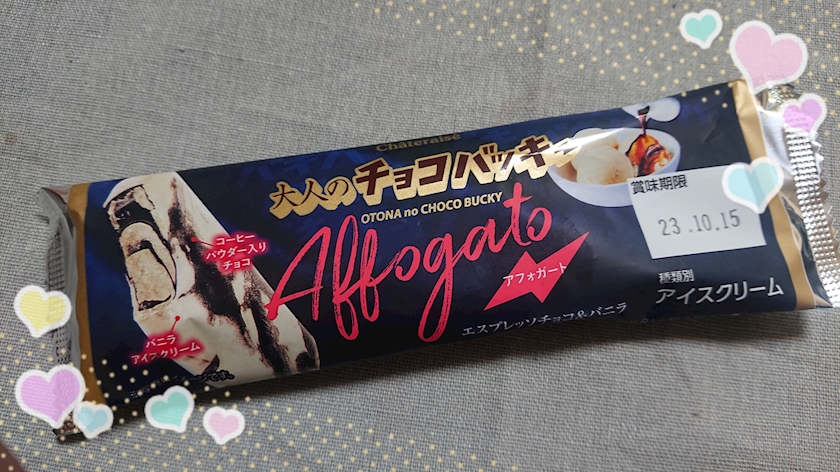 Châteraisé
大人のチョコバッキー
OTONA no CHOCO BUCKY
Affogato
アフォガート
エスプレッソチョコ&バニラ
コーヒー
パウダー入り
チョコ
バニラ
アイスクリーム
賞味期限
23.10.15
種類別
アイスクリーム
です。